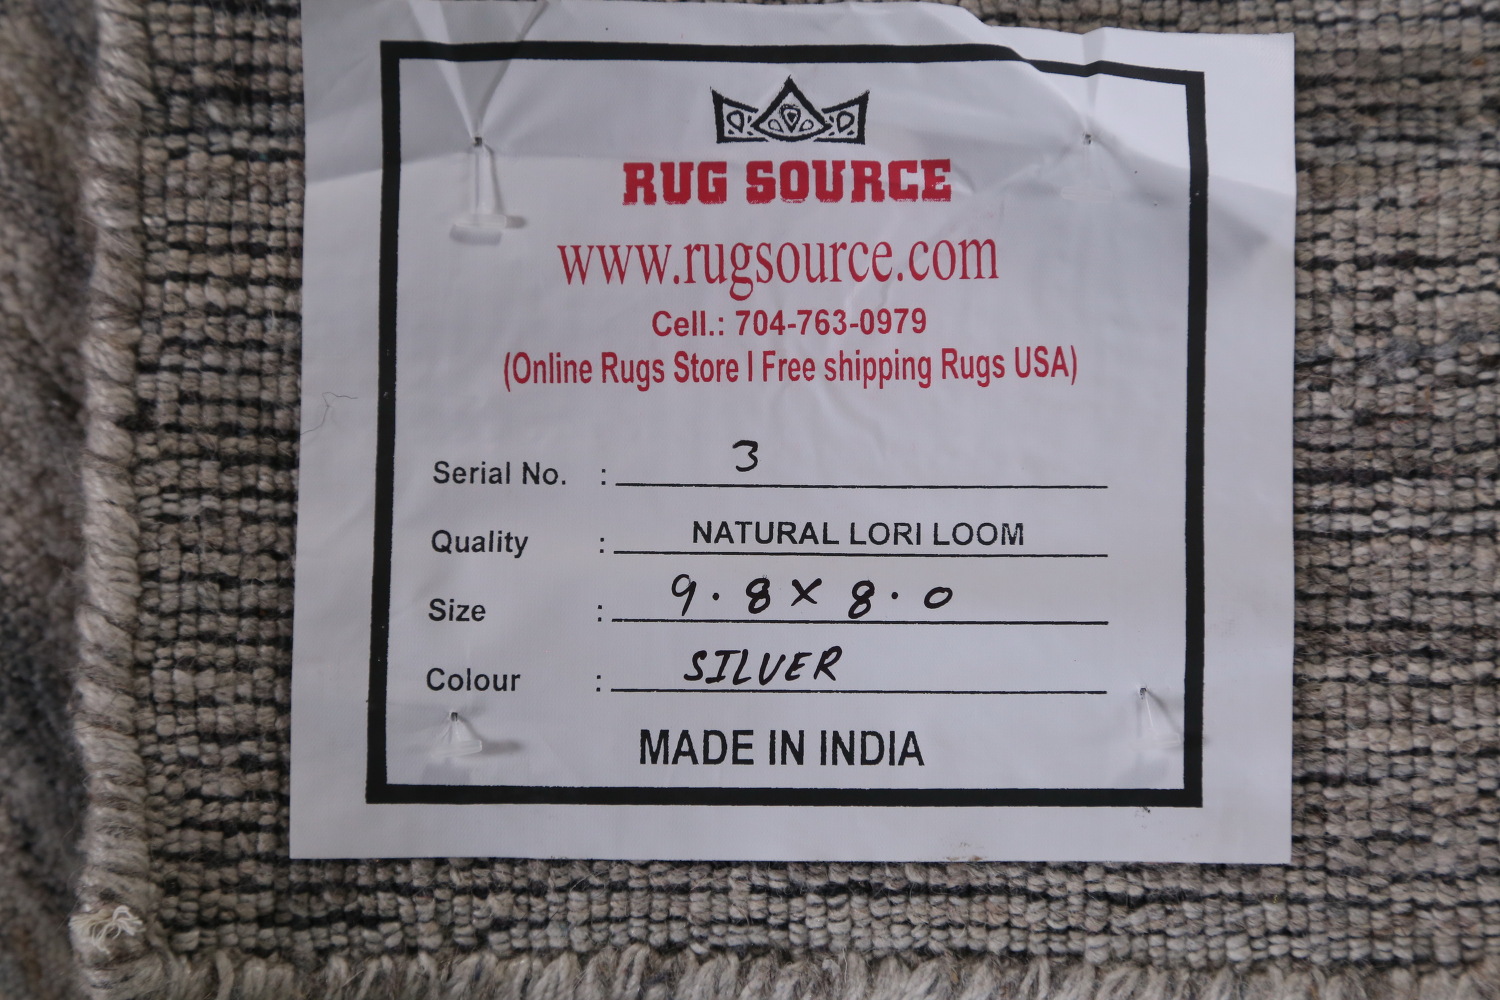 RUG SOURCE
www.rugsource.com
Cell.: 704-763-0979
(Online Rugs Store I Free shipping Rugs USA)
Serial No. : 3
Quality : NATURAL LORI LOOM
Size : 9.8 X 8.0
Colour : SILVER
MADE IN INDIA